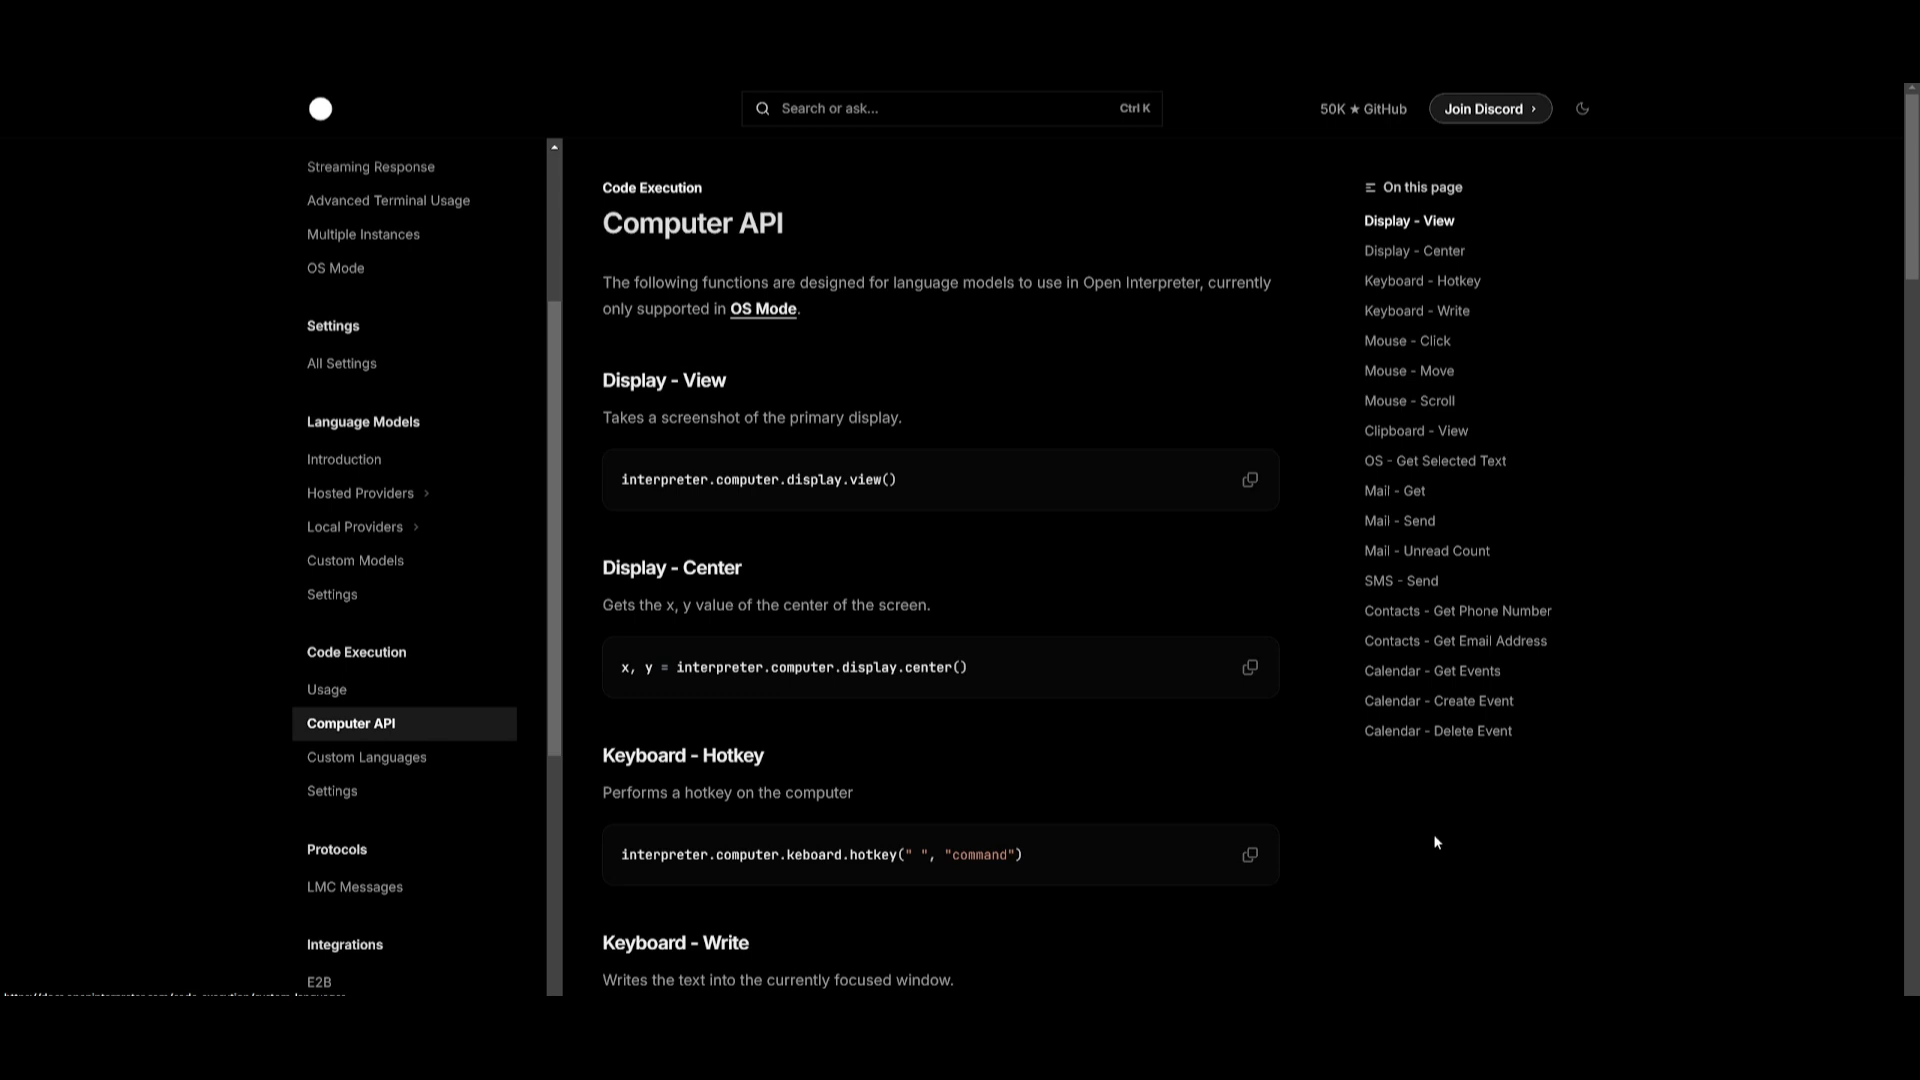 Search or ask...
Ctrl K
50K ★ GitHub
Join Discord ›
Streaming Response
Advanced Terminal Usage
Multiple Instances
OS Mode
Settings
All Settings
Language Models
Introduction
Hosted Providers
Local Providers
Custom Models
Settings
Code Execution
Usage
Computer API
Custom Languages
Settings
Protocols
LMC Messages
Integrations
E2B
Code Execution
Computer API
The following functions are designed for language models to use in Open Interpreter, currently
only supported in OS Mode.
Display - View
Takes a screenshot of the primary display.
interpreter.computer.display.view()
Display - Center
Gets the x, y value of the center of the screen.
x, y = interpreter.computer.display.center()
Keyboard - Hotkey
Performs a hotkey on the computer
interpreter.computer.keboard.hotkey(" ", "command")
Keyboard - Write
Writes the text into the currently focused window.
On this page
Display - View
Display - Center
Keyboard - Hotkey
Keyboard - Write
Mouse - Click
Mouse - Move
Mouse - Scroll
Clipboard - View
OS - Get Selected Text
Mail - Get
Mail - Send
Mail - Unread Count
SMS - Send
Contacts - Get Phone Number
Contacts - Get Email Address
Calendar - Get Events
Calendar - Create Event
Calendar - Delete Event